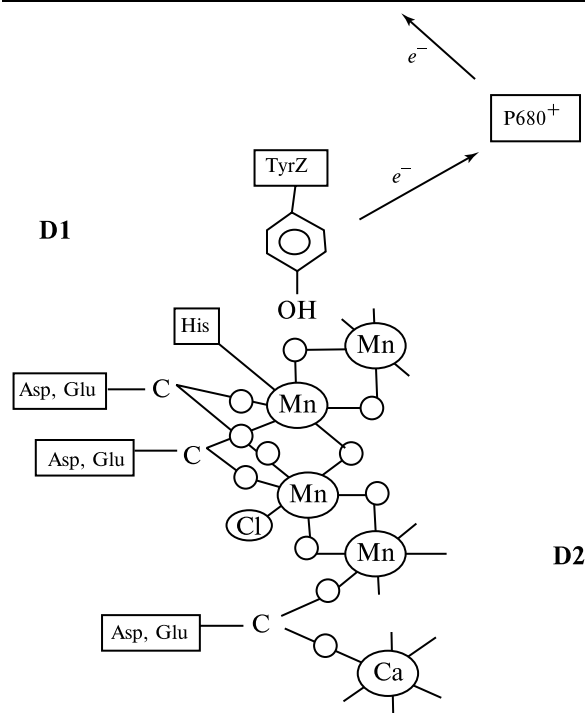 e−
P680+
TyrZ
e−
D1
OH
His
Mn
Asp, Glu
C
Mn
Asp, Glu
C
Mn
Cl
Mn
D2
Asp, Glu
C
Ca